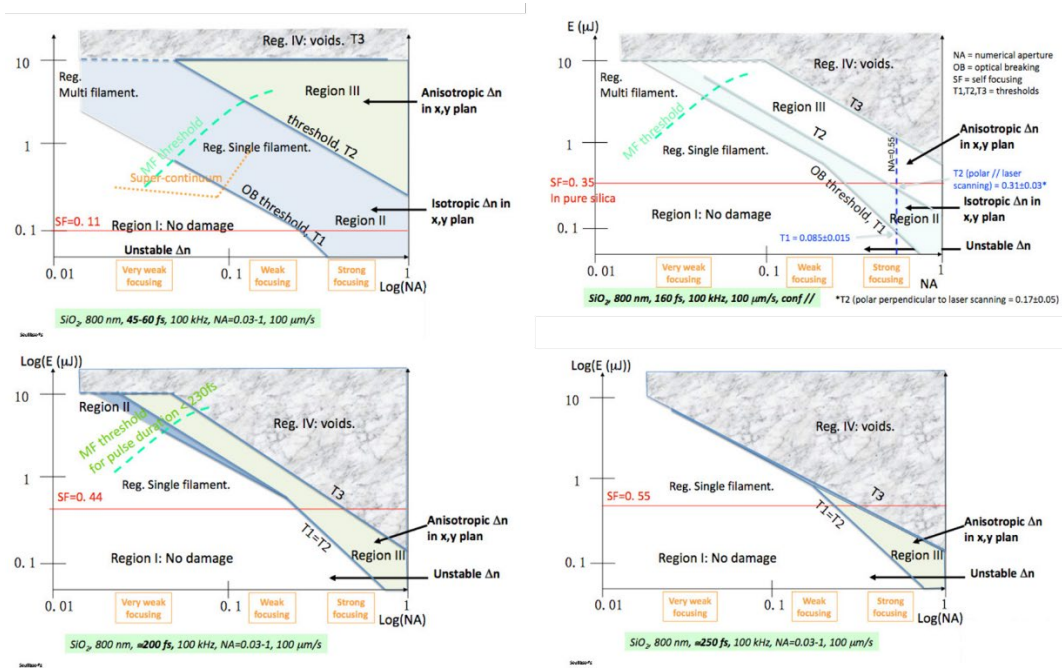 Reg. IV: voids. T3
10
Reg.
Multi filament.
Region III
Anisotropic Δn
in x,y plan
MF threshold
threshold, T2
1
Reg. Single filament.
Super-continuum
OB threshold, T1
Isotropic Δn in
x,y plan
SF=0. 11
Region I: No damage
Region II
0.1
Unstable Δn
0. 01
0.1
1
Very weak
focusing
Weak
focusing
Strong
focusing
Log(NA)
SiO2, 800 nm, 45-60 fs, 100 kHz, NA=0.03-1, 100 μm/s
E (μJ)
NA = numerical aperture
OB = optical breaking
SF = self focusing
T1,T2,T3 = thresholds
Reg. IV: voids.
10
Reg.
Multi filament.
Region III
T3
T2
Anisotropic Δn
in x,y plan
MF threshold
1
Reg. Single filament.
NA=0.55
T2 (polar // laser
scanning) = 0.31±0.03*
SF=0. 35
In pure silica
OB threshold, T1
Isotropic Δn in
x,y plan
Region I: No damage
Region II
0.1
T1 = 0.085±0.015
Unstable Δn
0. 01
0.1
1
Very weak
focusing
Weak
focusing
Strong
focusing
NA
SiO2, 800 nm, 160 fs, 100 kHz, 100 μm/s, conf //
*T2 (polar perpendicular to laser scanning = 0.17±0.05)
Log(E (μJ))
10
Region II
MF threshold
for pulse duration < 230fs
Reg. IV: voids.
1
Reg. Single filament.
T3
SF=0. 44
T1=T2
Anisotropic Δn
in x,y plan
Region I: No damage
Region III
0.1
Unstable Δn
0. 01
0.1
1
Very weak
focusing
Weak
focusing
Strong
focusing
Log(NA)
SiO2, 800 nm, ≈200 fs, 100 kHz, NA=0.03-1, 100 μm/s
Log(E (μJ))
10
Reg. IV: voids.
1
Reg. Single filament.
T3
SF=0. 55
T1=T2
Anisotropic Δn
in x,y plan
Region I: No damage
Region III
0.1
Unstable Δn
0. 01
0.1
1
Very weak
focusing
Weak
focusing
Strong
focusing
Log(NA)
SiO2, 800 nm, ≈250 fs, 100 kHz, NA=0.03-1, 100 μm/s